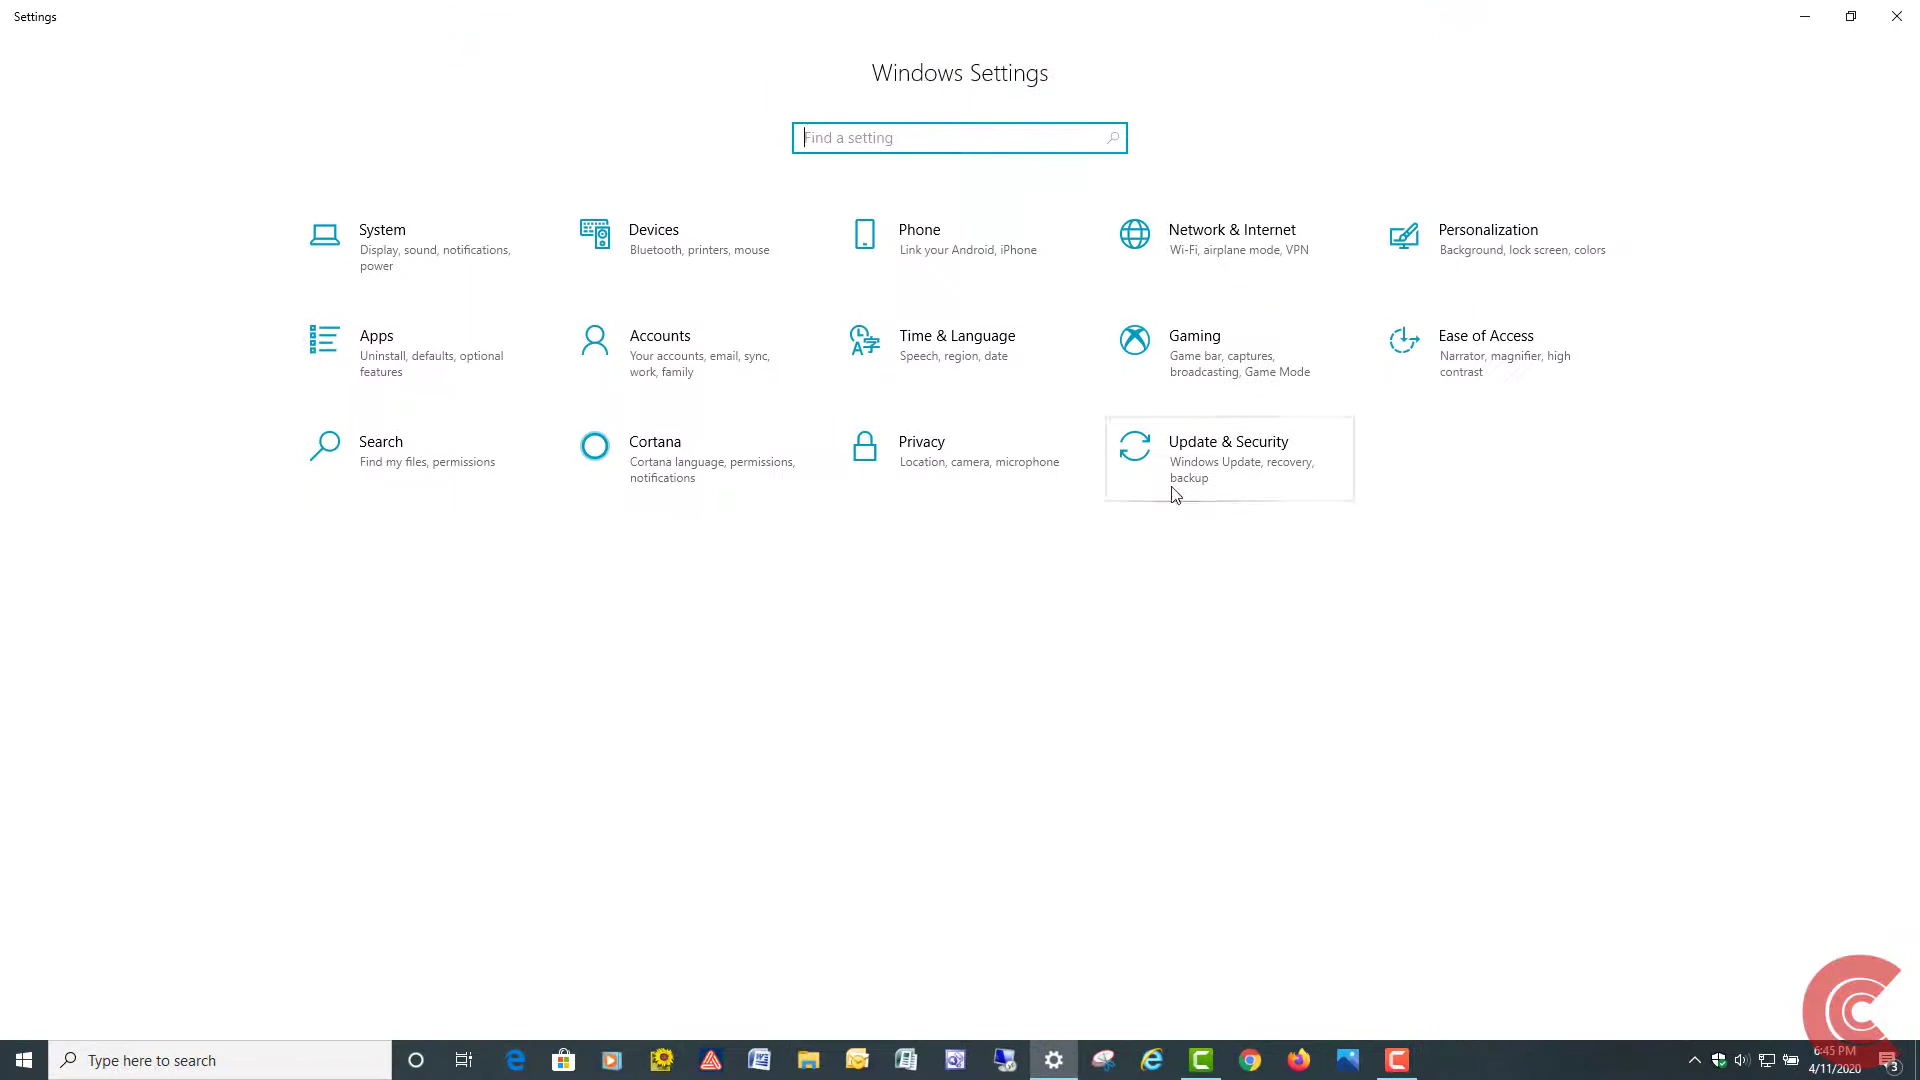 Settings
Windows Settings
Find a setting
System
Display, sound, notifications,
power
Devices
Bluetooth, printers, mouse
Phone
Link your Android, iPhone
Network & Internet
Wi-Fi, airplane mode, VPN
Personalization
Background, lock screen, colors
Apps
Uninstall, defaults, optional
features
Accounts
Your accounts, email, sync,
work, family
Time & Language
Speech, region, date
Gaming
Game bar, captures,
broadcasting, Game Mode
Ease of Access
Narrator, magnifier, high
contrast
Search
Find my files, permissions
Cortana
Cortana language, permissions,
notifications
Privacy
Location, camera, microphone
Update & Security
Windows Update, recovery,
backup
Type here to search
6:45 PM
4/11/2020
3